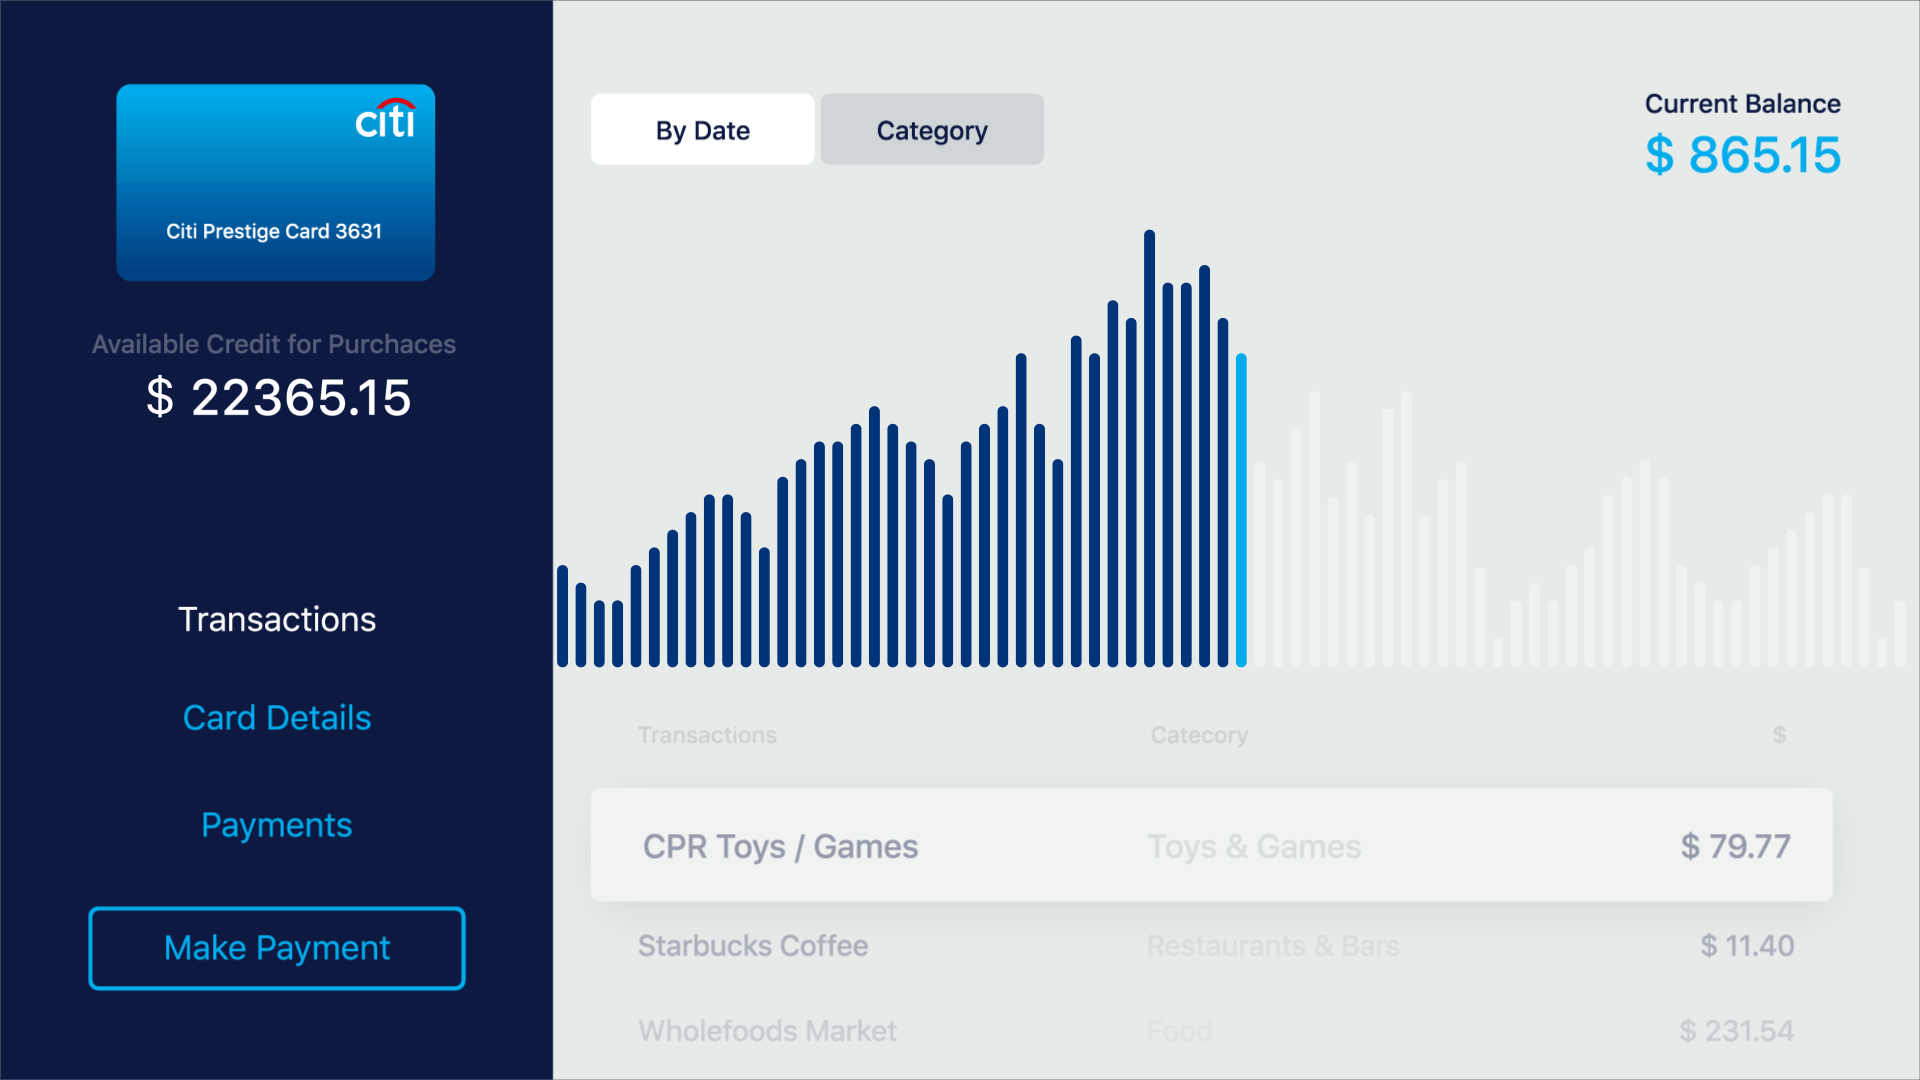 citi
Citi Prestige Card 3631
Available Credit for Purchaces
$ 22365.15
Transactions
Card Details
Payments
Make Payment
By Date
Category
Current Balance
$ 865.15
Transactions Catecory $
CPR Toys / Games Toys & Games $ 79.77
Starbucks Coffee Restaurants & Bars $ 11.40
Wholefoods Market Food $ 231.54